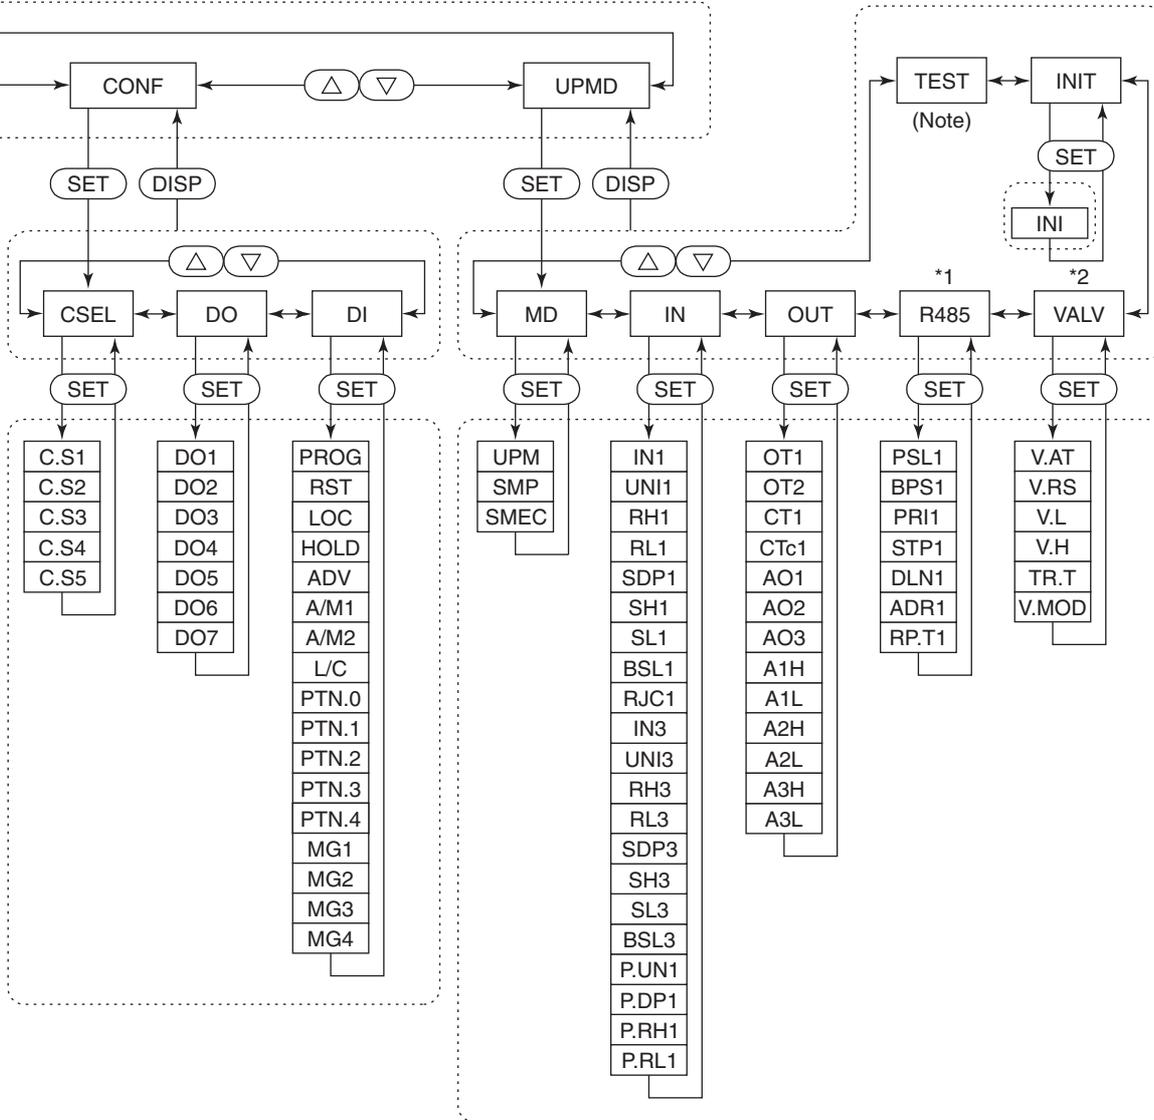 CONF
△ ▽
UPMD
TEST
INIT
(Note)
SET
DISP
SET
DISP
SET
INI
△ ▽
△ ▽
*1
*2
CSEL
DO
DI
MD
IN
OUT
R485
VALV
SET
SET
SET
SET
SET
SET
SET
SET
C.S1
C.S2
C.S3
C.S4
C.S5
DO1
DO2
DO3
DO4
DO5
DO6
DO7
PROG
RST
LOC
HOLD
ADV
A/M1
A/M2
L/C
PTN.0
PTN.1
PTN.2
PTN.3
PTN.4
MG1
MG2
MG3
MG4
UPM
SMP
SMEC
IN1
UNI1
RH1
RL1
SDP1
SH1
SL1
BSL1
RJC1
IN3
UNI3
RH3
RL3
SDP3
SH3
SL3
BSL3
P.UN1
P.DP1
P.RH1
P.RL1
OT1
OT2
CT1
CTc1
AO1
AO2
AO3
A1H
A1L
A2H
A2L
A3H
A3L
PSL1
BPS1
PRI1
STP1
DLN1
ADR1
RP.T1
V.AT
V.RS
V.L
V.H
TR.T
V.MOD